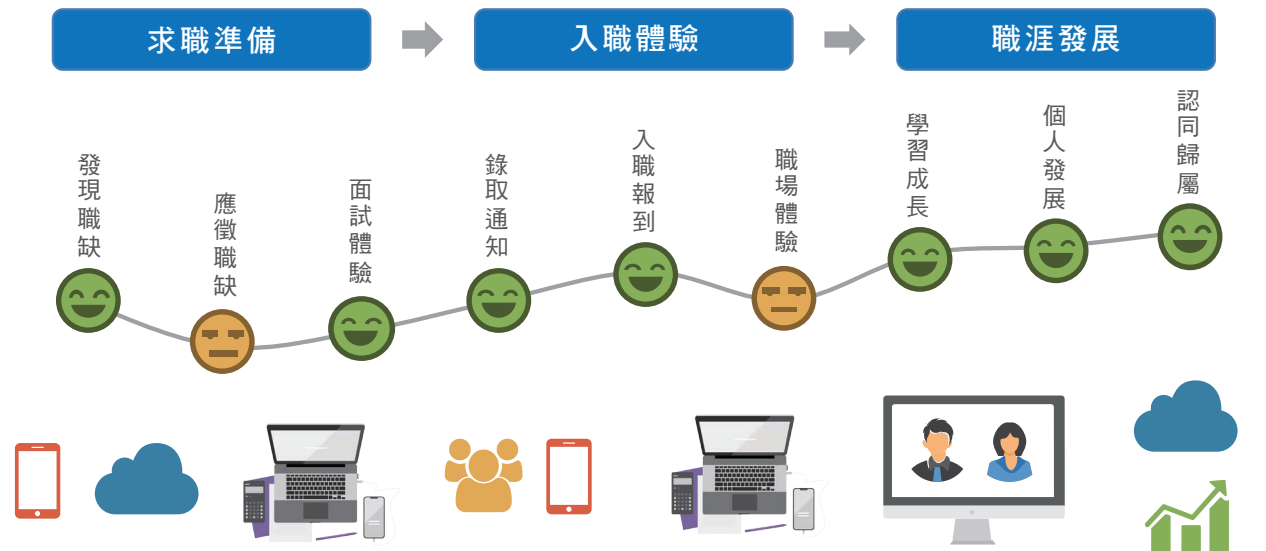 求職準備
入職體驗
職涯發展
發現職缺
應徵職缺
面試體驗
錄取通知
入職報到
職場體驗
學習成長
個人發展
認同歸屬